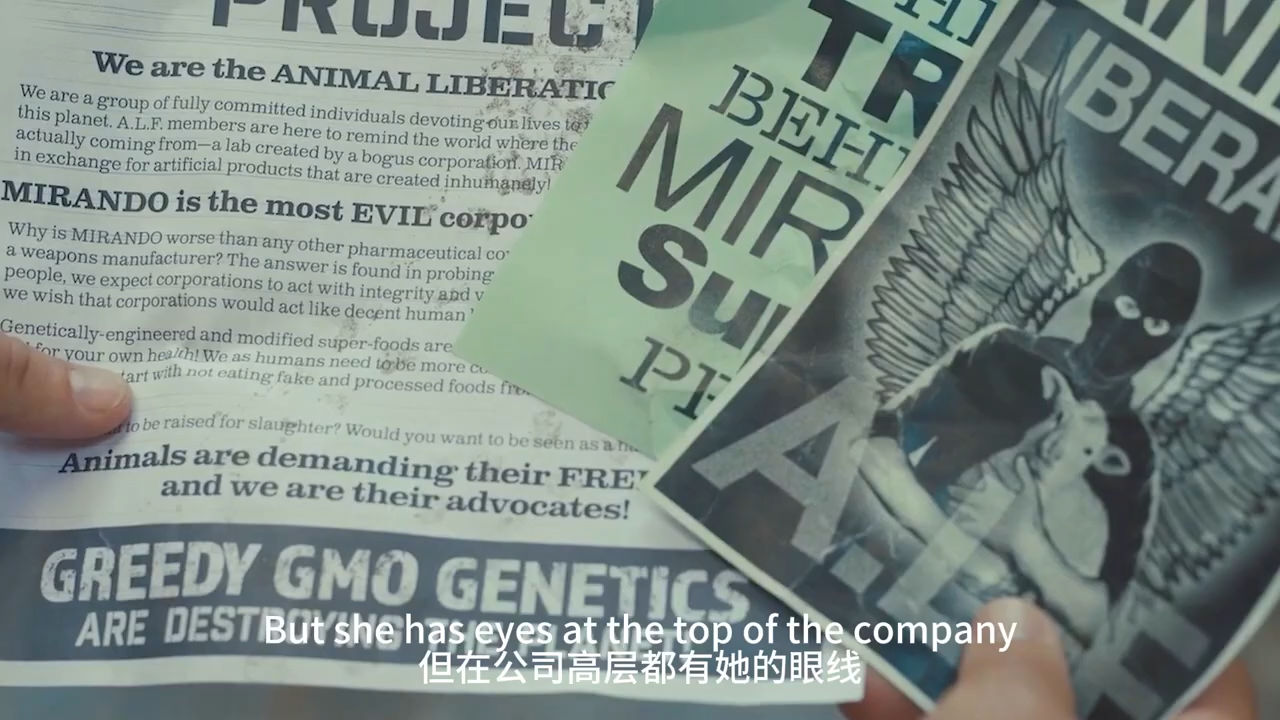 PROJEC
We are the ANIMAL LIBERATIO
We are a group of fully committed individuals devoting our lives to
this planet. A.L.F. members are here to remind the world where the
actually coming from—a lab created by a bogus corporation. MIR
in exchange for artificial products that are created inhumanely!
MIRANDO is the most EVIL corpo
Why is MIRANDO worse than any other pharmaceutical co
a weapons manufacturer? The answer is found in probing
people, we expect corporations to act with integrity and v
we wish that corporations would act like decent human
Genetically-engineered and modified super-foods are
for your own health! We as humans need to be more co
tart with not eating fake and processed foods fro
to be raised for slaughter? Would you want to be seen as a
Animals are demanding their FREE
and we are their advocates!
GREEDY GMO GENETICS
ARE DESTROYING
TR
BEHI
MIR
Sup
PI
ANI
LIBERA
A.L.F
But she has eyes at the top of the company
但在公司高层都有她的眼线